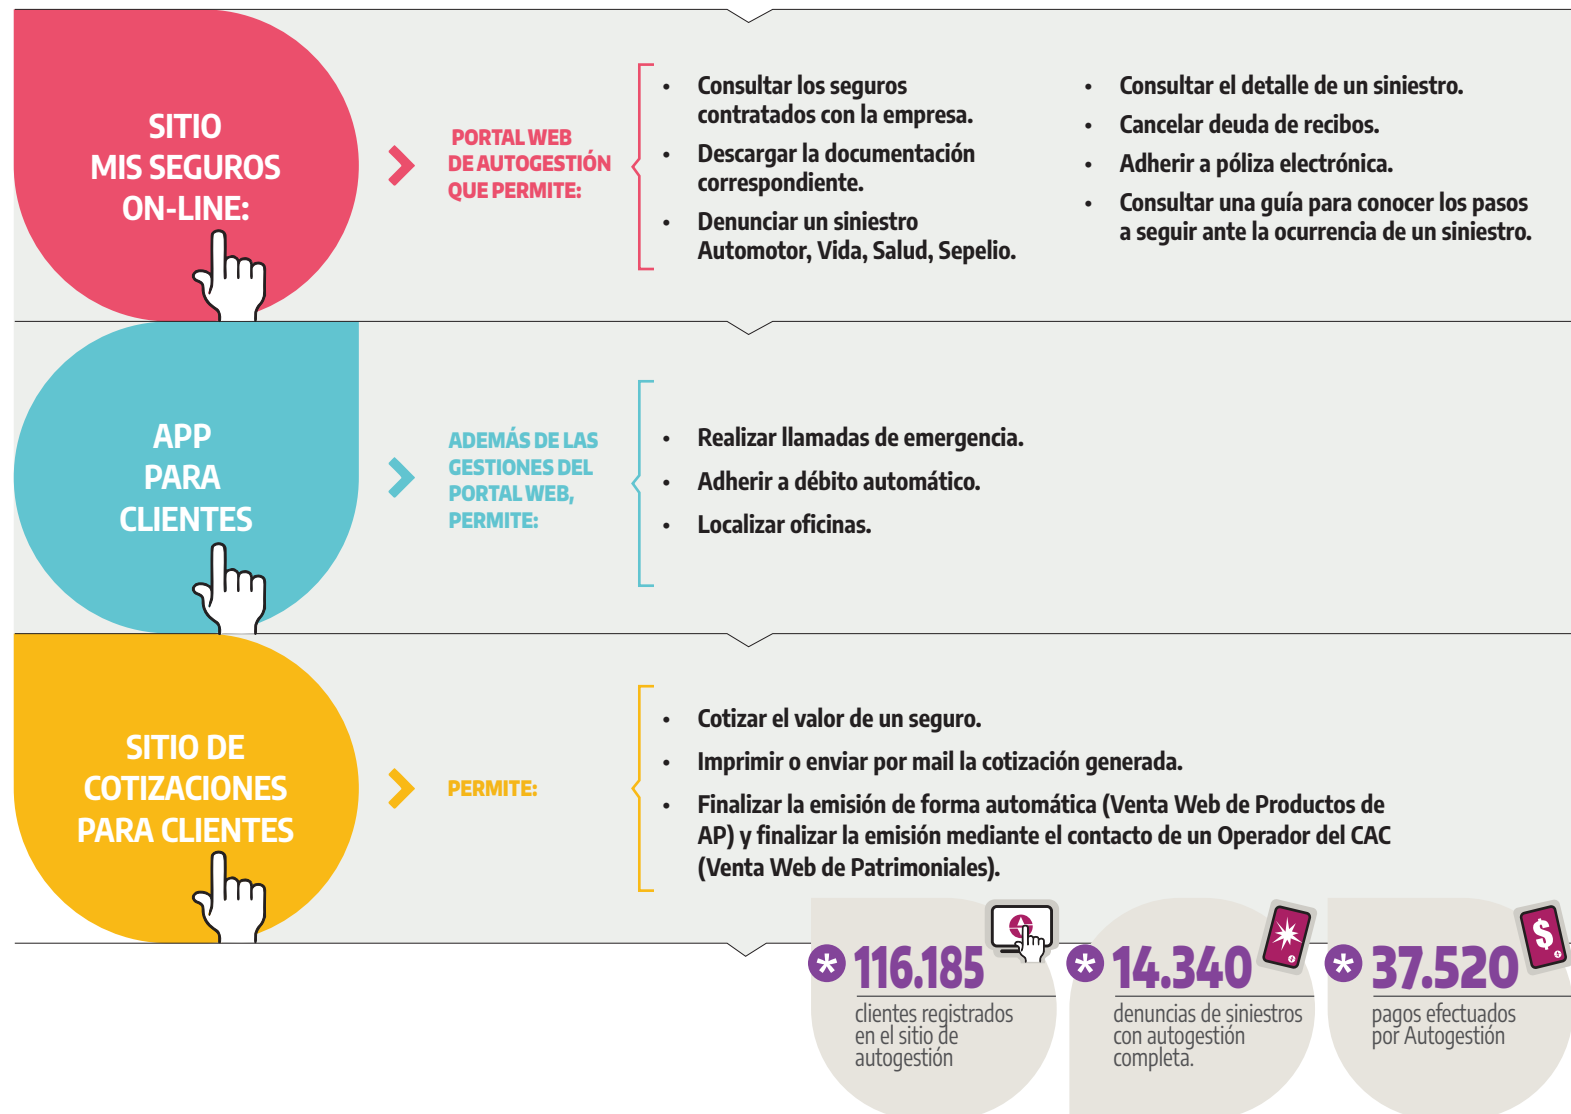 SITIO
MIS SEGUROS
ON-LINE:
PORTAL WEB
DE AUTOGESTIÓN
QUE PERMITE:
• Consultar los seguros
contratados con la empresa.
• Descargar la documentación
correspondiente.
• Denunciar un siniestro
Automotor, Vida, Salud, Sepelio.
• Consultar el detalle de un siniestro.
• Cancelar deuda de recibos.
• Adherir a póliza electrónica.
• Consultar una guía para conocer los pasos
a seguir ante la ocurrencia de un siniestro.
APP
PARA
CLIENTES
ADEMÁS DE LAS
GESTIONES DEL
PORTAL WEB,
PERMITE:
• Realizar llamadas de emergencia.
• Adherir a débito automático.
• Localizar oficinas.
SITIO DE
COTIZACIONES
PARA CLIENTES
PERMITE:
• Cotizar el valor de un seguro.
• Imprimir o enviar por mail la cotización generada.
• Finalizar la emisión de forma automática (Venta Web de Productos de
AP) y finalizar la emisión mediante el contacto de un Operador del CAC
(Venta Web de Patrimoniales).
* 116.185
clientes registrados
en el sitio de
autogestión
* 14.340
denuncias de siniestros
con autogestión
completa.
$
* 37.520
pagos efectuados
por Autogestión